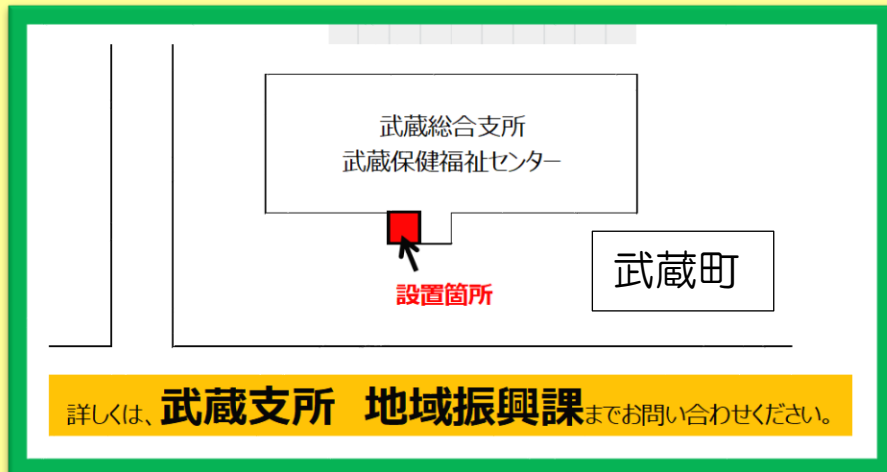 武蔵総合支所
武蔵保健福祉センター
設置箇所
武蔵町
詳しくは、武蔵支所　地域振興課までお問い合わせください。